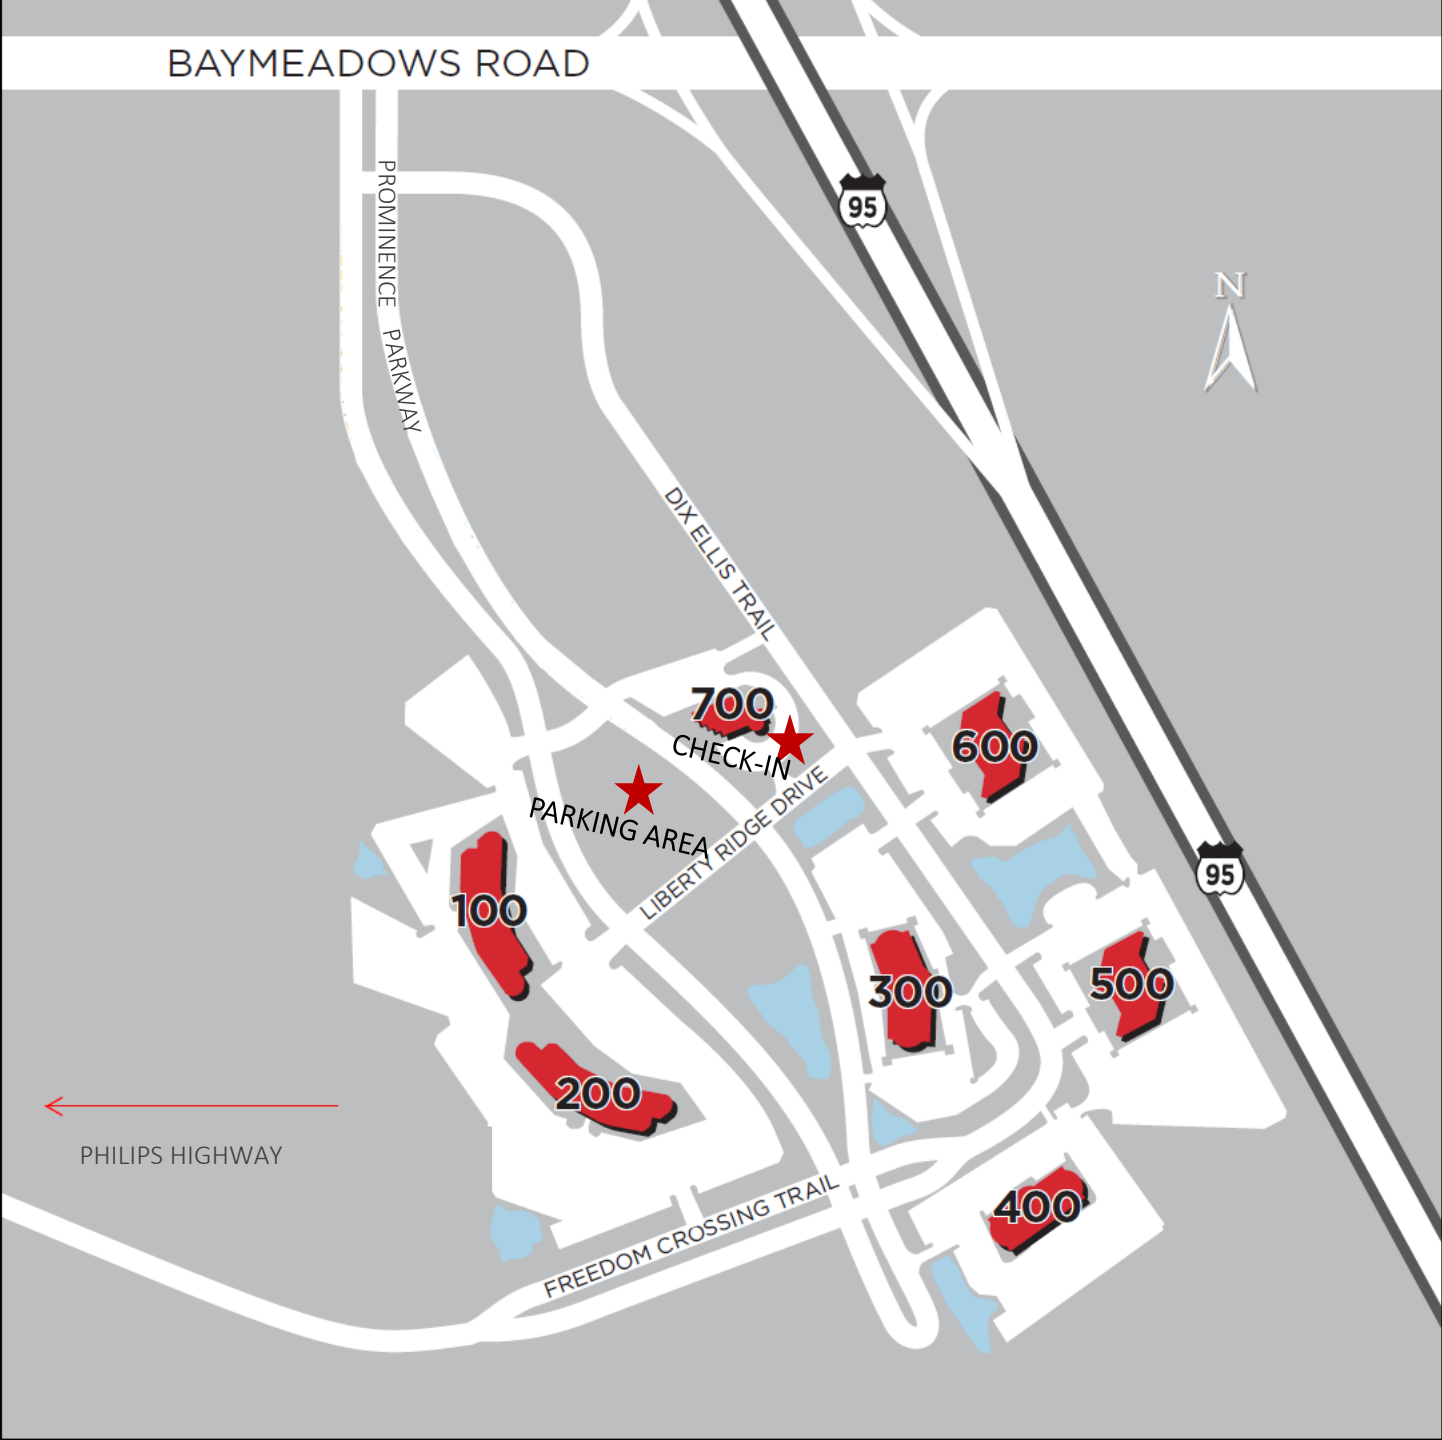 BAYMEADOWS ROAD
PROMINENCE PARKWAY
95
N
DIX ELLIS TRAIL
700
CHECK-IN
600
PARKING AREA
LIBERTY RIDGE DRIVE
95
100
300
500
200
PHILIPS HIGHWAY
FREEDOM CROSSING TRAIL
400